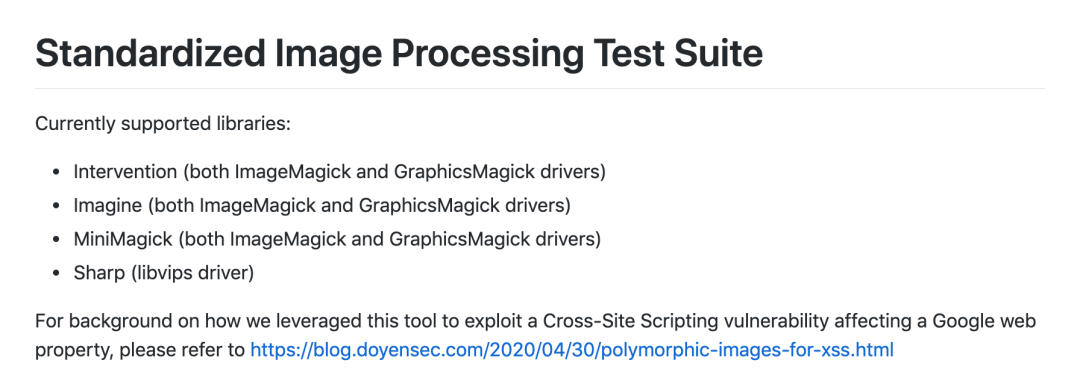 Standardized Image Processing Test Suite
Currently supported libraries:
• Intervention (both ImageMagick and GraphicsMagick drivers)
• Imagine (both ImageMagick and GraphicsMagick drivers)
• MiniMagick (both ImageMagick and GraphicsMagick drivers)
• Sharp (libvips driver)
For background on how we leveraged this tool to exploit a Cross-Site Scripting vulnerability affecting a Google web
property, please refer to https://blog.doyensec.com/2020/04/30/polymorphic-images-for-xss.html